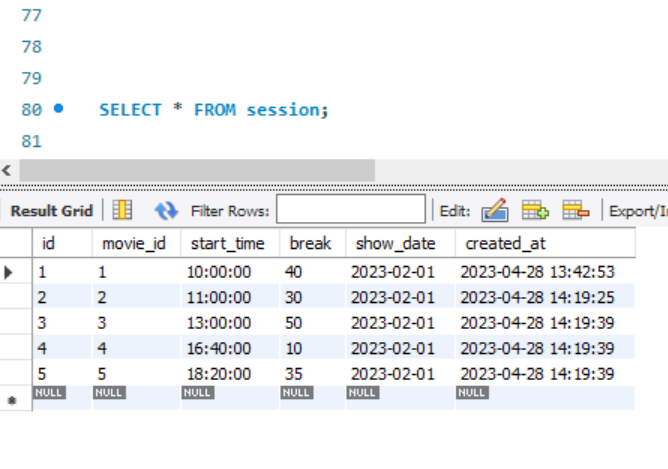 77
78
79
80 SELECT * FROM session;
81
Result Grid Filter Rows: Edit: Export/I
id movie_id start_time break show_date created_at
1 1 10:00:00 40 2023-02-01 2023-04-28 13:42:53
2 2 11:00:00 30 2023-02-01 2023-04-28 14:19:25
3 3 13:00:00 50 2023-02-01 2023-04-28 14:19:39
4 4 16:40:00 10 2023-02-01 2023-04-28 14:19:39
5 5 18:20:00 35 2023-02-01 2023-04-28 14:19:39
NULL NULL NULL NULL NULL NULL